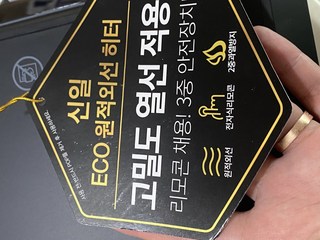 신일
ECO 원적외선 히터
고밀도 열선 적용
리모콘 채용! 3중 안전장치
원적외선
전자식리모콘
2중과열방지